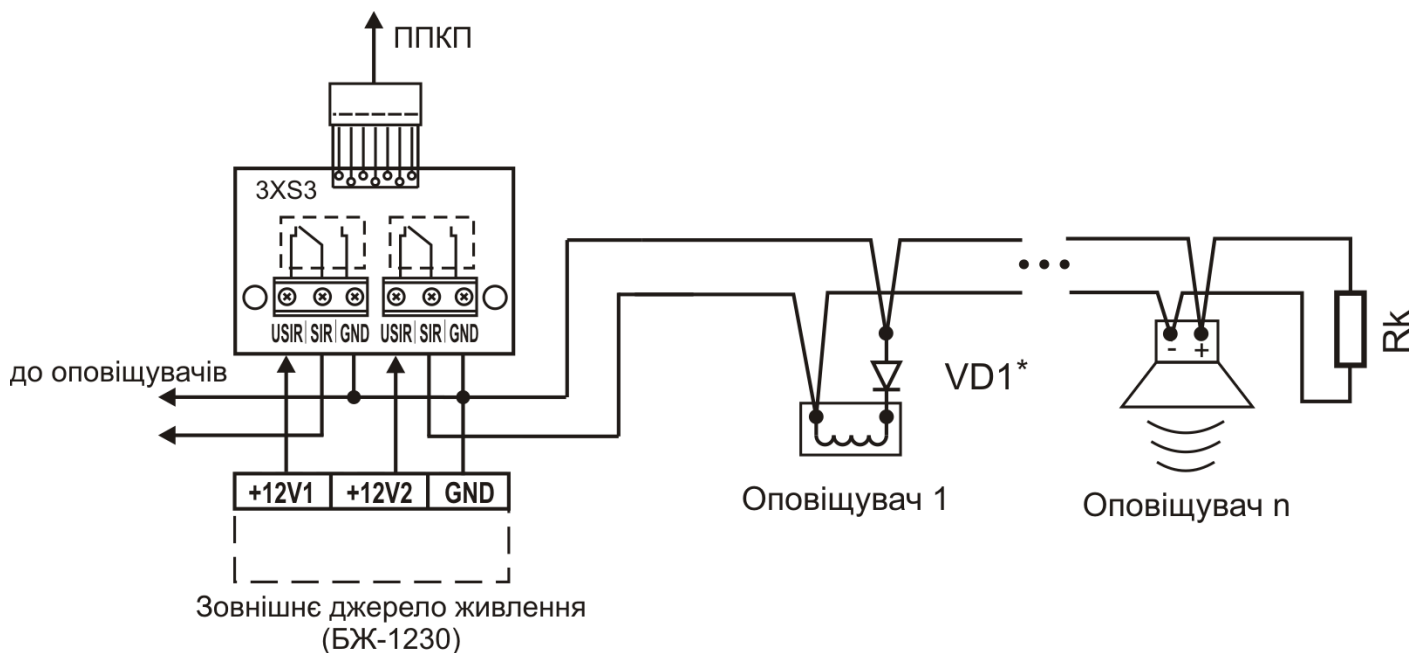 ППКП
3XS3
USIR SIR GND USIR SIR GND
до оповіщувачів
+12V1 +12V2 GND
Зовнішнє джерело живлення
(БЖ-1230)
VD1*
Оповіщувач 1
- +
Оповіщувач n
Rk